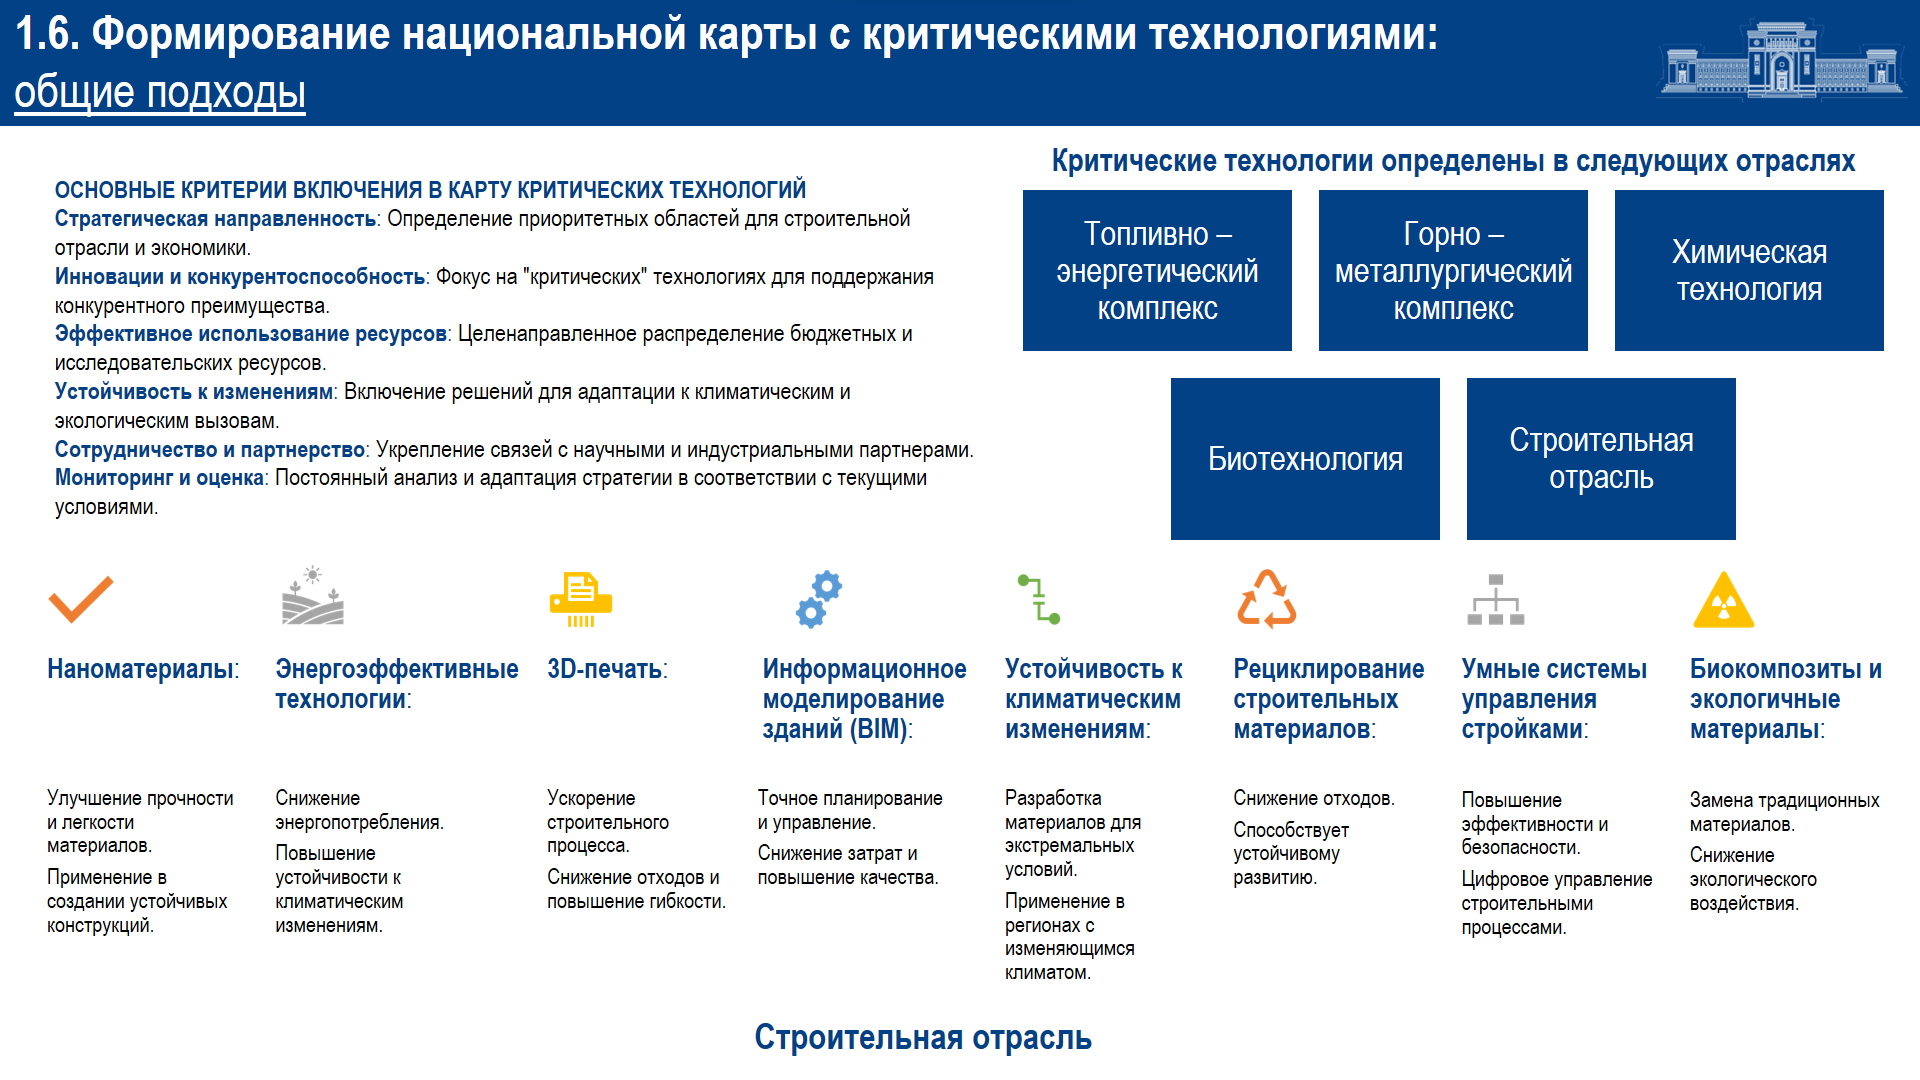 1.6. Формирование национальной карты с критическими технологиями:
общие подходы
ОСНОВНЫЕ КРИТЕРИИ ВКЛЮЧЕНИЯ В КАРТУ КРИТИЧЕСКИХ ТЕХНОЛОГИЙ
Стратегическая направленность: Определение приоритетных областей для строительной
отрасли и экономики.
Инновации и конкурентоспособность: Фокус на "критических" технологиях для поддержания
конкурентного преимущества.
Эффективное использование ресурсов: Целенаправленное распределение бюджетных и
исследовательских ресурсов.
Устойчивость к изменениям: Включение решений для адаптации к климатическим и
экологическим вызовам.
Сотрудничество и партнерство: Укрепление связей с научными и индустриальными партнерами.
Мониторинг и оценка: Постоянный анализ и адаптация стратегии в соответствии с текущими
условиями.
Критические технологии определены в следующих отраслях
Топливно –
энергетический
комплекс
Горно –
металлургический
комплекс
Химическая
технология
Биотехнология
Строительная
отрасль
Наноматериалы:
Улучшение прочности
и легкости
материалов.
Применение в
создании устойчивых
конструкций.
Энергоэффективные
технологии:
Снижение
энергопотребления.
Повышение
устойчивости к
климатическим
изменениям.
3D-печать:
Ускорение
строительного
процесса.
Снижение отходов и
повышение гибкости.
Информационное
моделирование
зданий (BIM):
Точное планирование
и управление.
Снижение затрат и
повышение качества.
Устойчивость к
климатическим
изменениям:
Разработка
материалов для
экстремальных
условий.
Применение в
регионах с
изменяющимся
климатом.
Рециклирование
строительных
материалов:
Снижение отходов.
Способствует
устойчивому
развитию.
Умные системы
управления
стройками:
Повышение
эффективности и
безопасности.
Цифровое управление
строительными
процессами.
Биокомпозиты и
экологичные
материалы:
Замена традиционных
материалов.
Снижение
экологического
воздействия.
Строительная отрасль